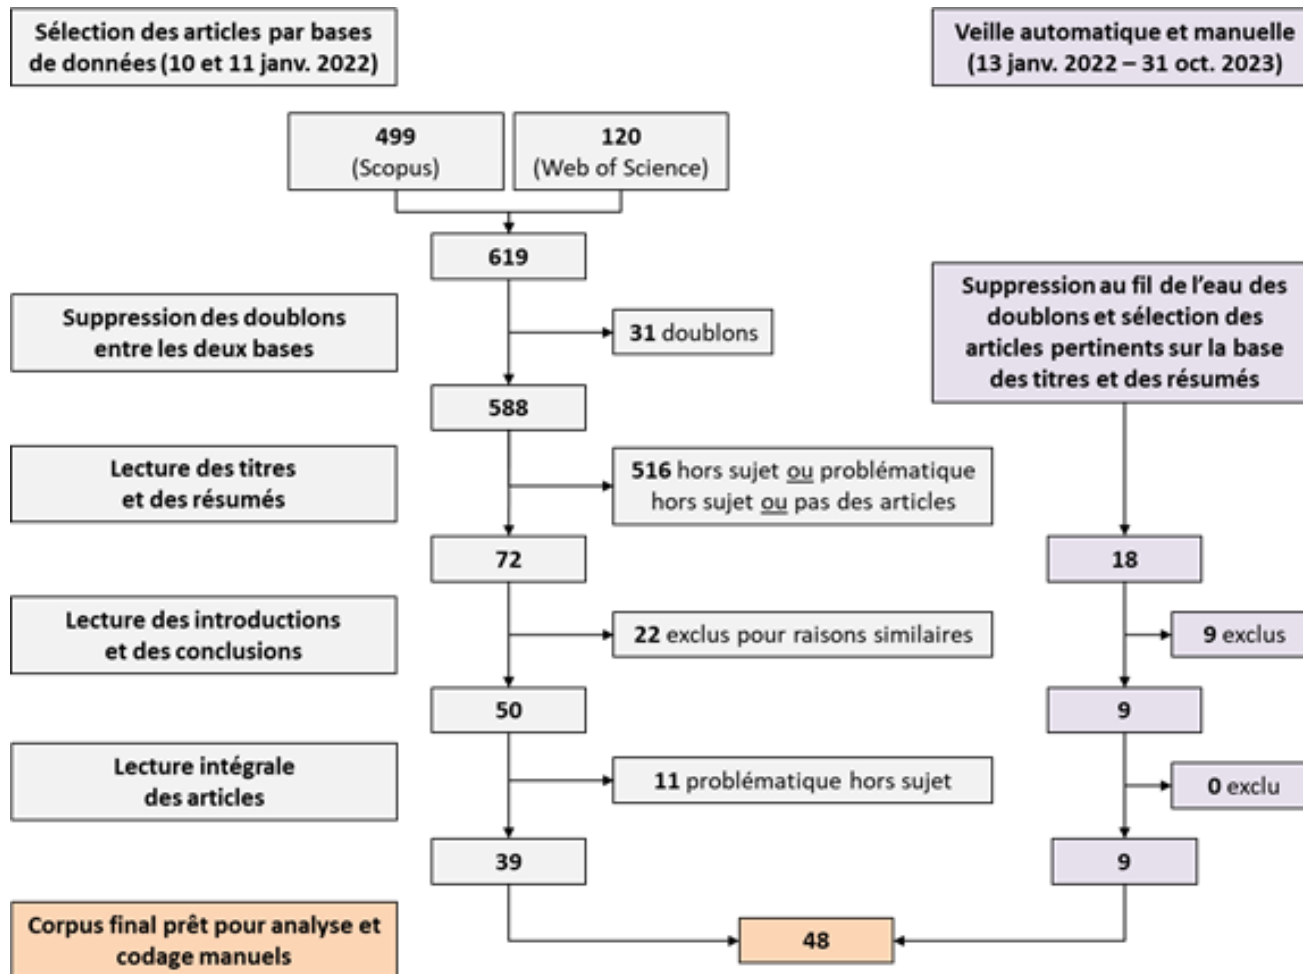 Sélection des articles par bases
de données (10 et 11 janv. 2022)
Veille automatique et manuelle
(13 janv. 2022 – 31 oct. 2023)
499
(Scopus)
120
(Web of Science)
619
Suppression des doublons
entre les deux bases
31 doublons
Suppression au fil de l’eau des
doublons et sélection des
articles pertinents sur la base
des titres et des résumés
588
Lecture des titres
et des résumés
516 hors sujet ou problématique
hors sujet ou pas des articles
72
18
Lecture des introductions
et des conclusions
22 exclus pour raisons similaires
9 exclus
50
9
Lecture intégrale
des articles
11 problématique hors sujet
0 exclu
39
9
Corpus final prêt pour analyse et
codage manuels
48